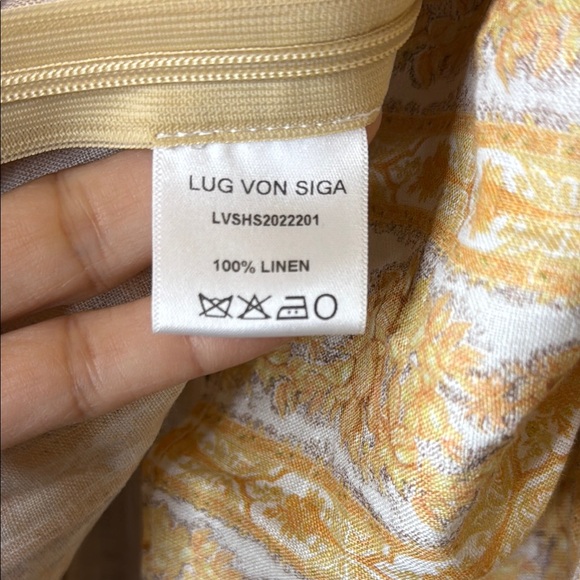 LUG VON SIGA
LVSHS2022201
100% LINEN